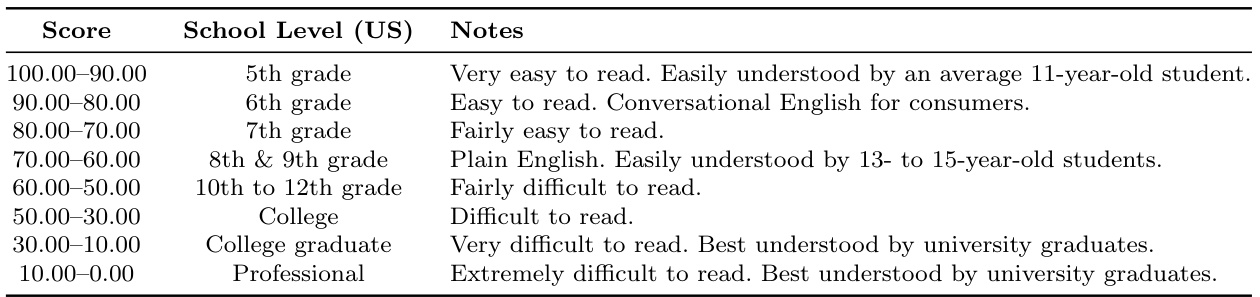 Score School Level (US) Notes
100.00–90.00 5th grade Very easy to read. Easily understood by an average 11-year-old student.
90.00–80.00 6th grade Easy to read. Conversational English for consumers.
80.00–70.00 7th grade Fairly easy to read.
70.00–60.00 8th & 9th grade Plain English. Easily understood by 13- to 15-year-old students.
60.00–50.00 10th to 12th grade Fairly difficult to read.
50.00–30.00 College Difficult to read.
30.00–10.00 College graduate Very difficult to read. Best understood by university graduates.
10.00–0.00 Professional Extremely difficult to read. Best understood by university graduates.